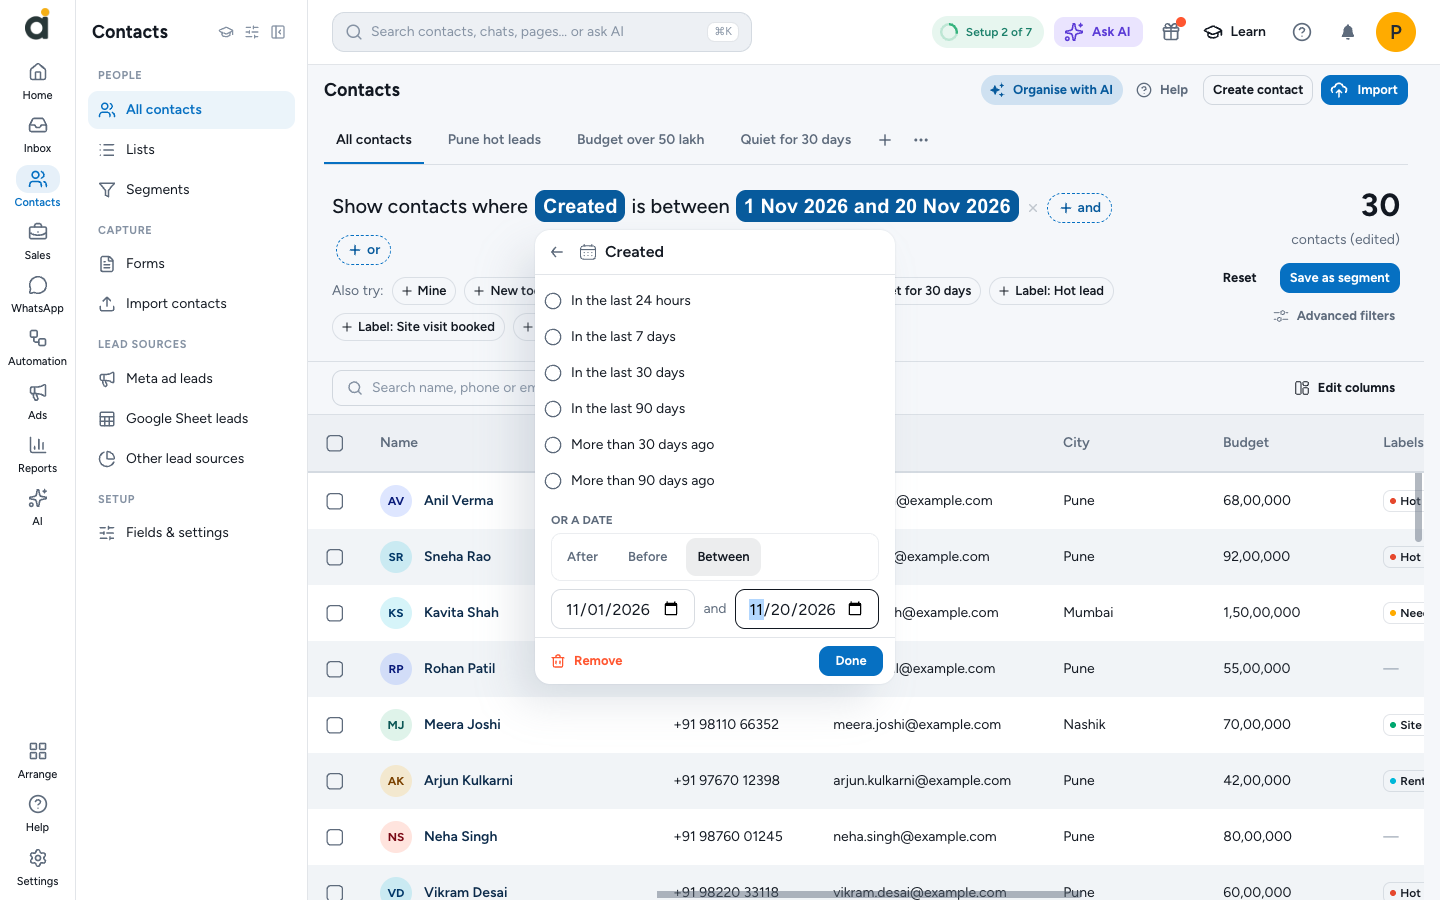 Home
Inbox
Contacts
Sales
WhatsApp
Automation
Ads
Reports
AI
Arrange
Help
Settings
Contacts
PEOPLE
All contacts
Lists
Segments
CAPTURE
Forms
Import contacts
LEAD SOURCES
Meta ad leads
Google Sheet leads
Other lead sources
SETUP
Fields & settings
Search contacts, chats, pages... or ask AI ⌘K
Setup 2 of 7
Ask AI
Learn
P
Contacts
Organise with AI
Help
Create contact
Import
All contacts
Pune hot leads
Budget over 50 lakh
Quiet for 30 days
Show contacts where Created is between 1 Nov 2026 and 20 Nov 2026 × + and
+ or
30
contacts (edited)
Reset
Save as segment
Advanced filters
Also try: + Mine + New to for 30 days + Label: Hot lead
+ Label: Site visit booked +
Created
In the last 24 hours
In the last 7 days
In the last 30 days
In the last 90 days
More than 30 days ago
More than 90 days ago
OR A DATE
After Before Between
11/01/2026 and 11/20/2026
Remove Done
Search name, phone or em
Edit columns
Name City Budget Labels
AV Anil Verma @example.com Pune 68,00,000 Hot
SR Sneha Rao @example.com Pune 92,00,000 Hot
KS Kavita Shah h@example.com Mumbai 1,50,00,000 Nee
RP Rohan Patil l@example.com Pune 55,00,000 —
MJ Meera Joshi +91 98110 66352 meera.joshi@example.com Nashik 70,00,000 Site
AK Arjun Kulkarni +91 97670 12398 arjun.kulkarni@example.com Pune 42,00,000 Rent
NS Neha Singh +91 98760 01245 neha.singh@example.com Pune 80,00,000 —
VD Vikram Desai +91 98220 33118 vikram.desai@example.com Pune 60,00,000 Hot